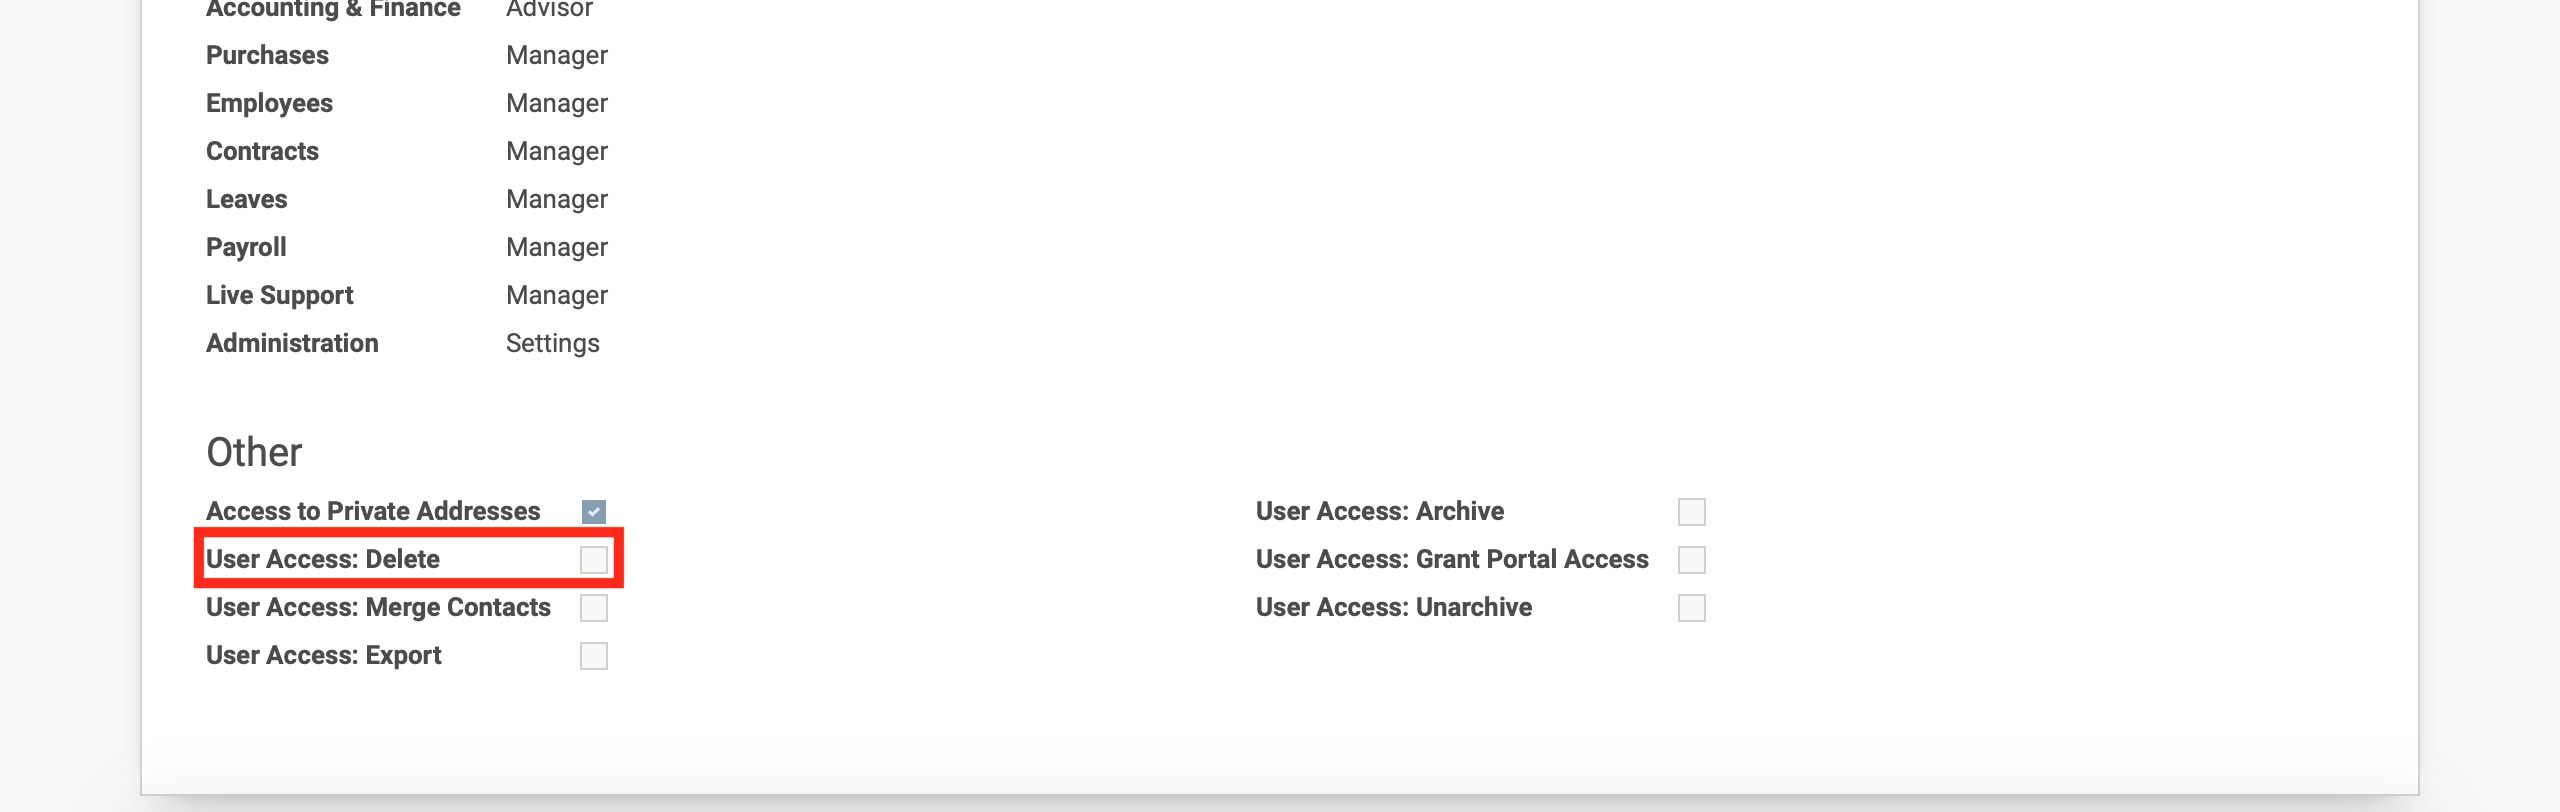 Accounting & Finance Advisor
Purchases Manager
Employees Manager
Contracts Manager
Leaves Manager
Payroll Manager
Live Support Manager
Administration Settings
Other
Access to Private Addresses User Access: Archive
User Access: Delete User Access: Grant Portal Access
User Access: Merge Contacts User Access: Unarchive
User Access: Export